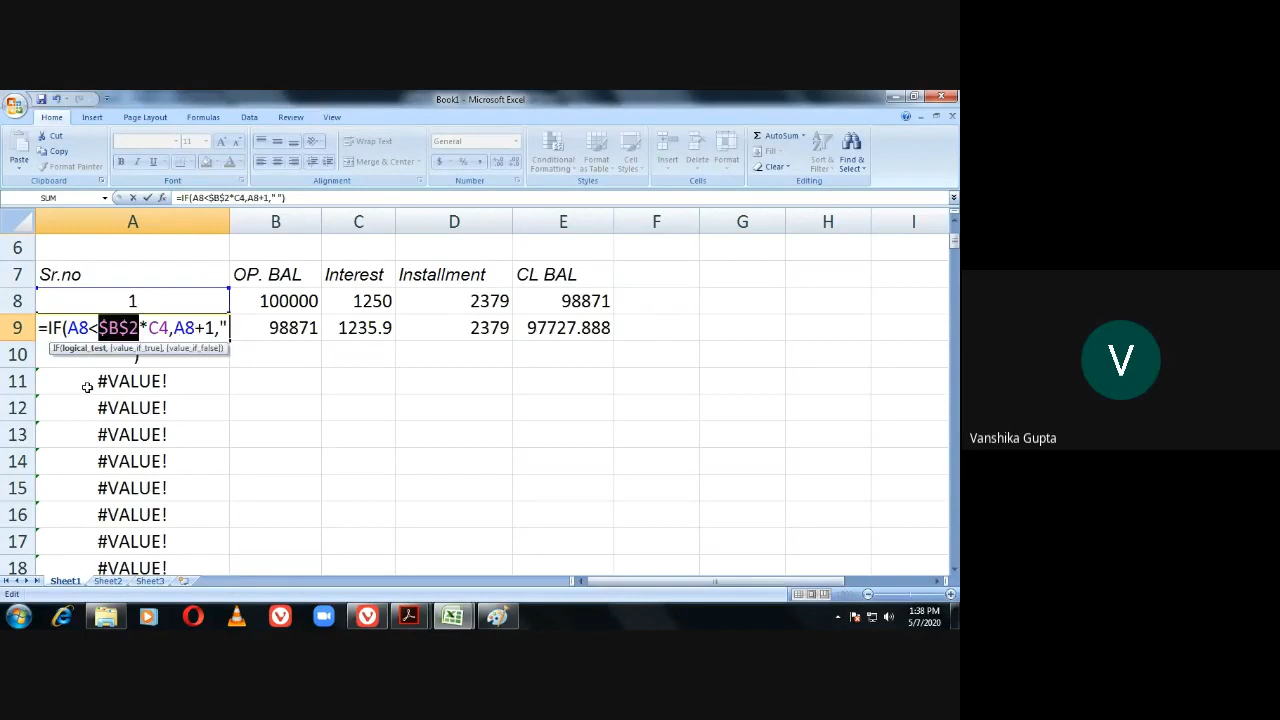 Book1 - Microsoft Excel
Home Insert Page Layout Formulas Data Review View
Paste Cut Copy Format Painter
Clipboard
11 A A
B I U A
Font
Wrap Text
Merge & Center
Alignment
General
$ % ,
Number
Conditional Formatting Format as Table Cell Styles
Styles
Insert Delete Format
Cells
AutoSum Fill Clear Sort & Filter Find & Select
Editing
SUM =IF(A8<$B$2*C4,A8+1," ")
A B C D E F G H I
6
7 Sr.no OP. BAL Interest Installment CL BAL
8 1 100000 1250 2379 98871
9 =IF(A8<$B$2*C4,A8+1," 98871 1235.9 2379 97727.888
IF(logical_test, [value_if_true], [value_if_false])
10 )
11 #VALUE!
12 #VALUE!
13 #VALUE!
14 #VALUE!
15 #VALUE!
16 #VALUE!
17 #VALUE!
18 #VALUE!
Sheet1 Sheet2 Sheet3
Edit
1:38 PM
5/7/2020
V
Vanshika Gupta